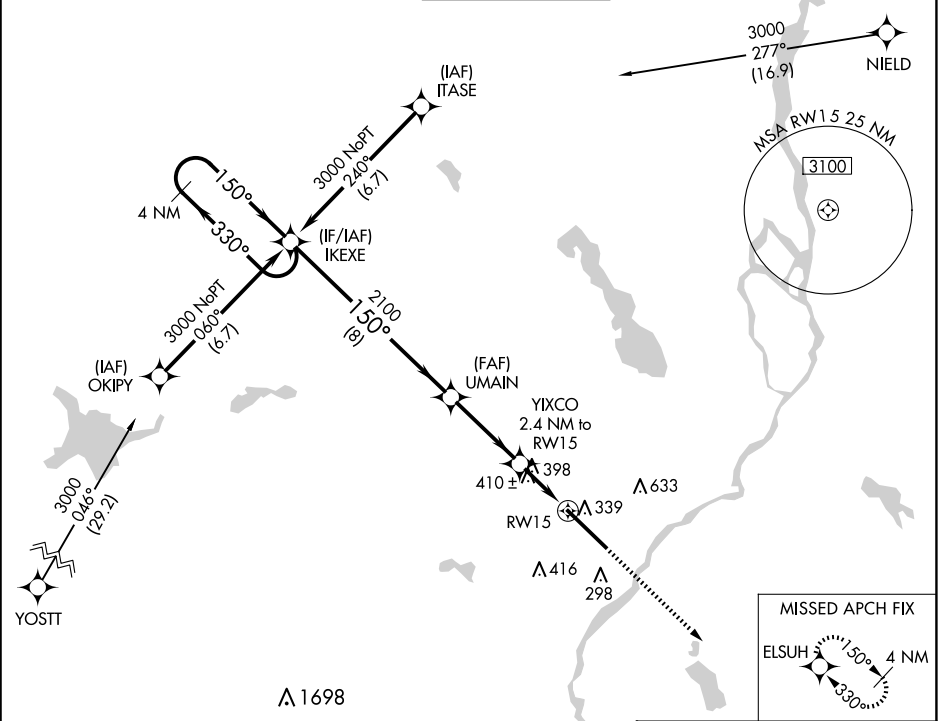 3000
277°
(16.9)
NIELD
(IAF)
ITASE
MSA RW15 25 NM
3100
3000 NoPT
240°
(6.7)
150°
4 NM
330°
(IF/IAF)
IKEXE
2100
150°
(8)
3000 NoPT
060°
(6.7)
(IAF)
OKIPY
(FAF)
UMAIN
YIXCO
2.4 NM to
RW15
398
410 ±
633
339
RW15
3000
046°
(29.2)
416
298
YOSTT
MISSED APCH FIX
ELSUH
150°
4 NM
330°
1698